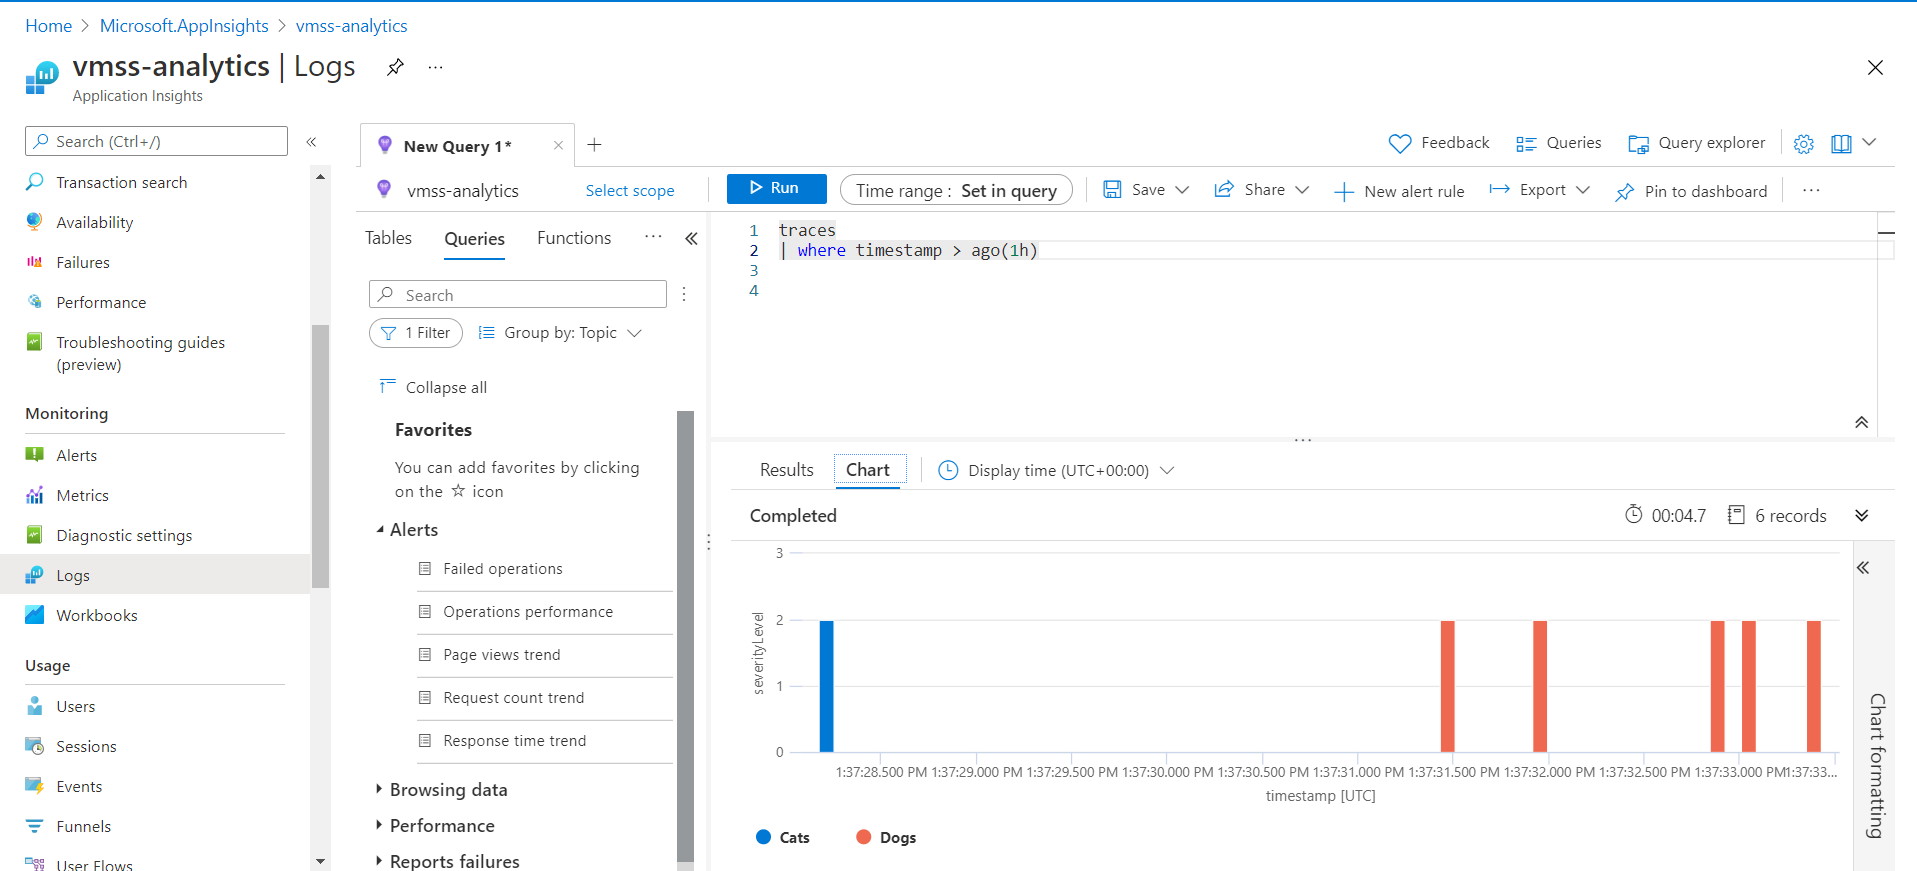 Home > Microsoft.AppInsights > vmss-analytics
vmss-analytics | Logs ...
Application Insights
Search (Ctrl+/)
Transaction search
Availability
Failures
Performance
Troubleshooting guides
(preview)
Monitoring
Alerts
Metrics
Diagnostic settings
Logs
Workbooks
Usage
Users
Sessions
Events
Funnels
User Flows
New Query 1*
Feedback
Queries
Query explorer
vmss-analytics
Select scope
Run
Time range : Set in query
Save
Share
New alert rule
Export
Pin to dashboard
...
Tables
Queries
Functions
...
Search
1 Filter
Group by: Topic
Collapse all
Favorites
You can add favorites by clicking
on the ☆ icon
Alerts
Failed operations
Operations performance
Page views trend
Request count trend
Response time trend
Browsing data
Performance
Reports failures
1 traces
2 | where timestamp > ago(1h)
3
4
...
Results
Chart
Display time (UTC+00:00)
Completed
00:04.7
6 records
3
2
1
0
severityLevel
1:37:28.500 PM 1:37:29.000 PM 1:37:29.500 PM 1:37:30.000 PM 1:37:30.500 PM 1:37:31.000 PM 1:37:31.500 PM 1:37:32.000 PM 1:37:32.500 PM 1:37:33.000 PM 1:37:33...
timestamp [UTC]
Cats
Dogs
Chart formatting